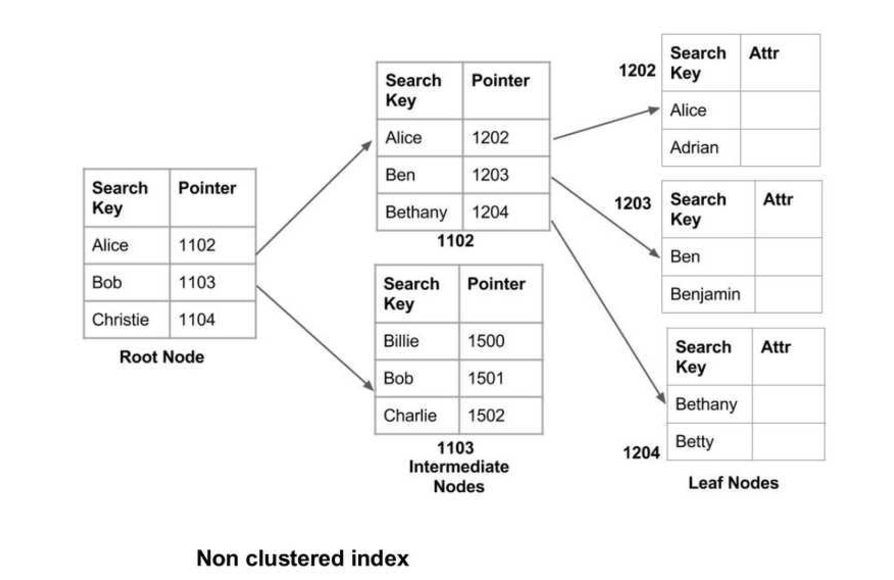 Search Key Pointer
Alice 1102
Bob 1103
Christie 1104
Root Node
Search Key Pointer
Alice 1202
Ben 1203
Bethany 1204
1102
Search Key Pointer
Billie 1500
Bob 1501
Charlie 1502
1103
Intermediate
Nodes
1202
Search Key Attr
Alice
Adrian
1203
Search Key Attr
Ben
Benjamin
Search Key Attr
Bethany
Betty
1204
Leaf Nodes
Non clustered index